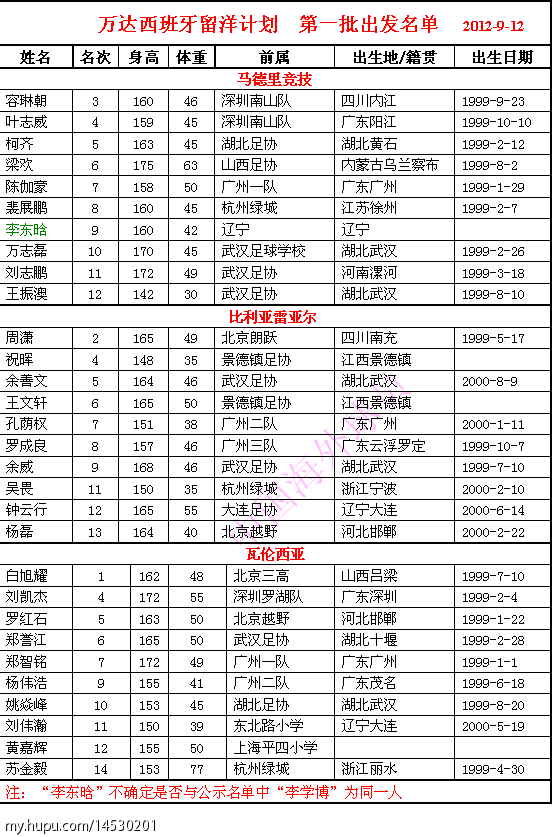 万达西班牙留洋计划 第一批出发名单 2012-9-12
姓名 名次 身高 体重 前属 出生地/籍贯 出生日期
马德里竞技
容琳朝 3 160 46 深圳南山队 四川内江 1999-9-23
叶志威 4 159 45 深圳南山队 广东阳江 1999-10-10
柯齐 5 163 45 湖北足协 湖北黄石 1999-2-12
梁欢 6 175 63 山西足协 内蒙古乌兰察布 1999-8-2
陈伽豪 7 158 50 广州一队 广东广州 1999-1-29
裴展鹏 8 160 45 杭州绿城 江苏徐州 1999-2-7
李东晗 9 160 42 辽宁 辽宁
万志磊 10 170 45 武汉足球学校 湖北武汉 1999-2-26
刘志鹏 11 172 49 武汉足协 河南漯河 1999-3-18
王振澳 12 142 30 武汉足协 湖北武汉 1999-8-10
比利亚雷亚尔
周潇 2 165 49 北京朗跃 四川南充 1999-5-17
祝晖 4 148 35 景德镇足协 江西景德镇
余善文 5 164 46 武汉足协 湖北武汉 2000-8-9
王文轩 6 165 50 景德镇足协 江西景德镇
孔荫权 7 151 38 广州二队 广东广州 2000-1-11
罗成良 8 157 46 广州三队 广东云浮罗定 1999-10-7
余威 9 168 46 武汉足协 湖北武汉 1999-7-10
吴畏 11 150 35 杭州绿城 浙江宁波 2000-2-10
钟云行 12 165 55 大连足协 辽宁大连 2000-6-14
杨磊 13 164 40 北京越野 河北邯郸 2000-2-22
瓦伦西亚
白旭耀 1 162 48 北京三高 山西吕梁 1999-7-10
刘凯杰 4 172 55 深圳罗湖队 广东深圳 1999-2-4
罗红石 5 163 50 北京越野 河北邯郸 1999-1-22
郑誉江 6 165 50 武汉足协 湖北十堰 1999-2-28
郑智铭 7 172 49 广州一队 广东广州 1999-1-1
杨伟浩 9 155 41 广州二队 广东茂名 1999-6-18
姚焱峰 10 153 45 湖北足协 湖北武汉 1999-8-20
刘伟瀚 11 150 39 东北路小学 辽宁大连 2000-5-19
黄嘉辉 12 155 50 上海平四小学
苏金毅 14 153 77 杭州绿城 浙江丽水 1999-4-30
注：“李东晗”不确定是否与公示名单中“李学博”为同一人
my.hupu.com/14530201